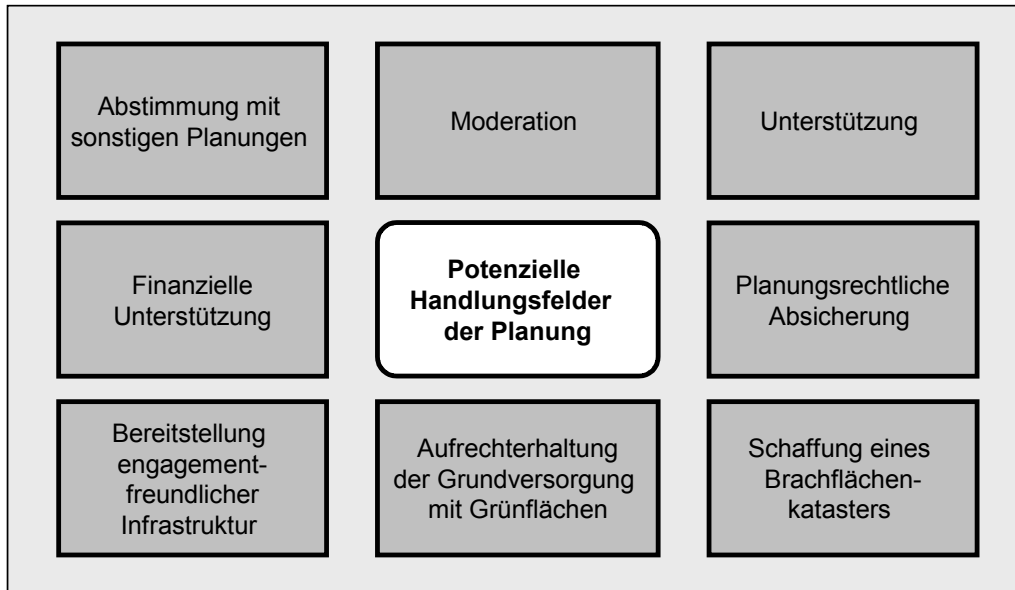 Abstimmung mit
sonstigen Planungen
Moderation
Unterstützung
Finanzielle
Unterstützung
Potenzielle
Handlungsfelder
der Planung
Planungsrechtliche
Absicherung
Bereitstellung
engagement-
freundlicher
Infrastruktur
Aufrechterhaltung
der Grundversorgung
mit Grünflächen
Schaffung eines
Brachflächen-
katasters